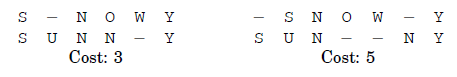 S – N O W Y – S N O W – Y
S U N N – Y S U N – – N Y
Cost: 3 Cost: 5